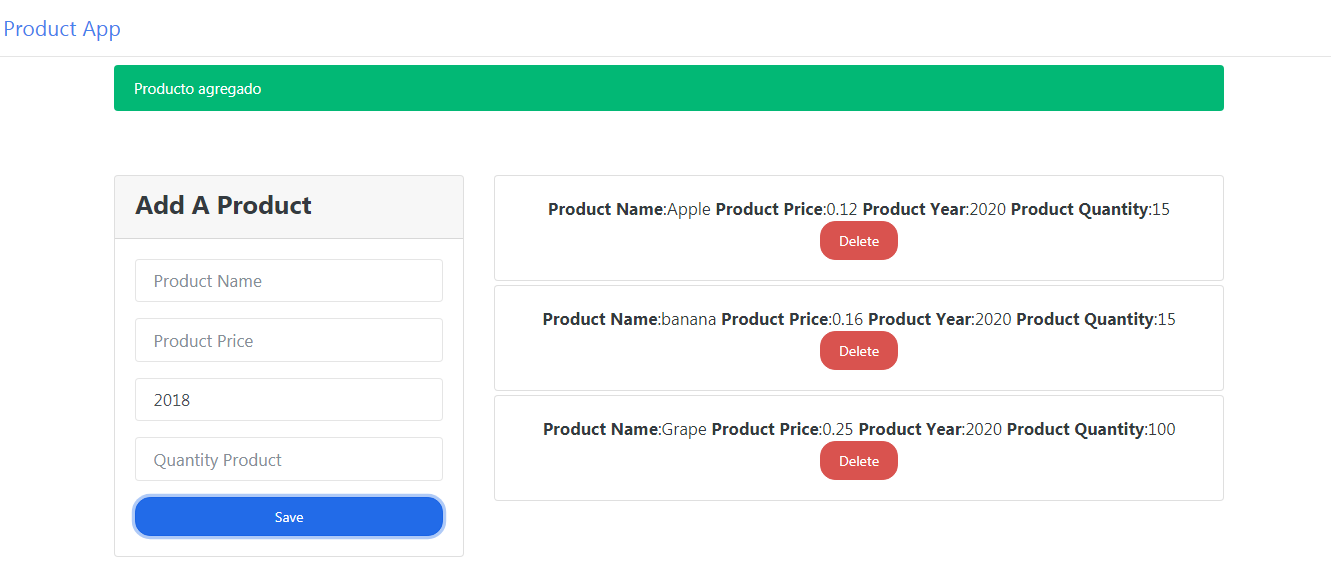 Product App
Producto agregado
Add A Product
Product Name
Product Price
2018
Quantity Product
Save
Product Name:Apple Product Price:0.12 Product Year:2020 Product Quantity:15
Delete
Product Name:banana Product Price:0.16 Product Year:2020 Product Quantity:15
Delete
Product Name:Grape Product Price:0.25 Product Year:2020 Product Quantity:100
Delete